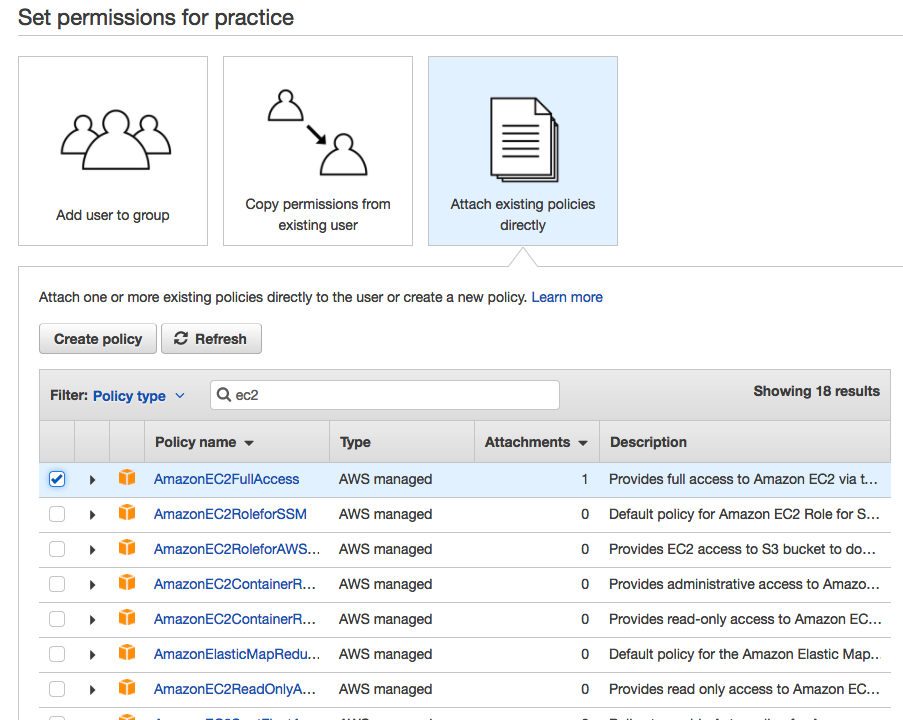 Set permissions for practice
Add user to group
Copy permissions from
existing user
Attach existing policies
directly
Attach one or more existing policies directly to the user or create a new policy. Learn more
Create policy Refresh
Filter: Policy type ec2 Showing 18 results
Policy name Type Attachments Description
AmazonEC2FullAccess AWS managed 1 Provides full access to Amazon EC2 via t...
AmazonEC2RoleforSSM AWS managed 0 Default policy for Amazon EC2 Role for S...
AmazonEC2RoleforAWS... AWS managed 0 Provides EC2 access to S3 bucket to do...
AmazonEC2ContainerR... AWS managed 0 Provides administrative access to Amazo...
AmazonEC2ContainerR... AWS managed 0 Provides read-only access to Amazon EC...
AmazonElasticMapRedu... AWS managed 0 Default policy for the Amazon Elastic Map...
AmazonEC2ReadOnlyA... AWS managed 0 Provides read only access to Amazon EC...